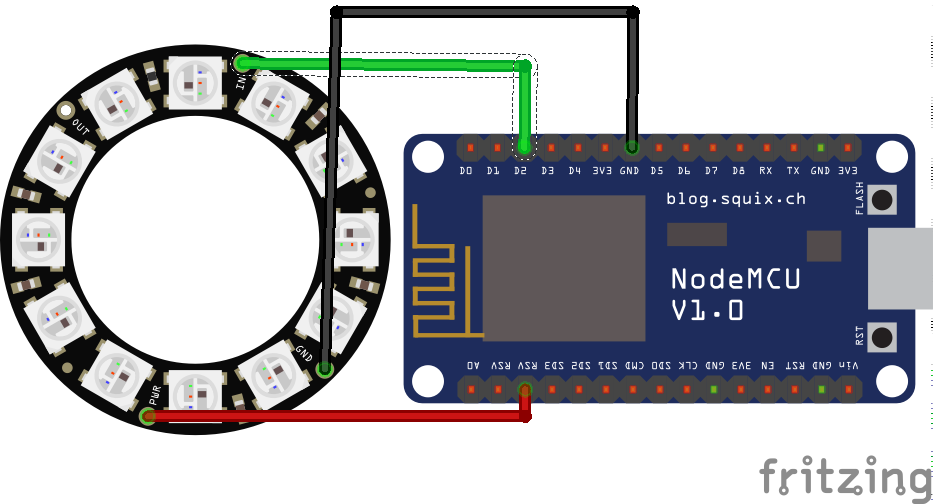 IN
OUT
GND
PWR
D0 D1 D2 D3 D4 3V3 GND D5 D6 D7 D8 RX TX GND 3V3
FLASH
blog.squix.ch
NodeMCU
V1.0
RST
A0 RSV RSV SD3 SD2 SD1 CMD SD0 CLK GND 3V3 EN RST GND Vin
fritzing